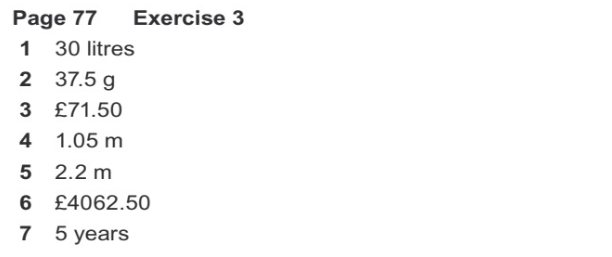 Page 77 Exercise 3
1 30 litres
2 37.5 g
3 £71.50
4 1.05 m
5 2.2 m
6 £4062.50
7 5 years